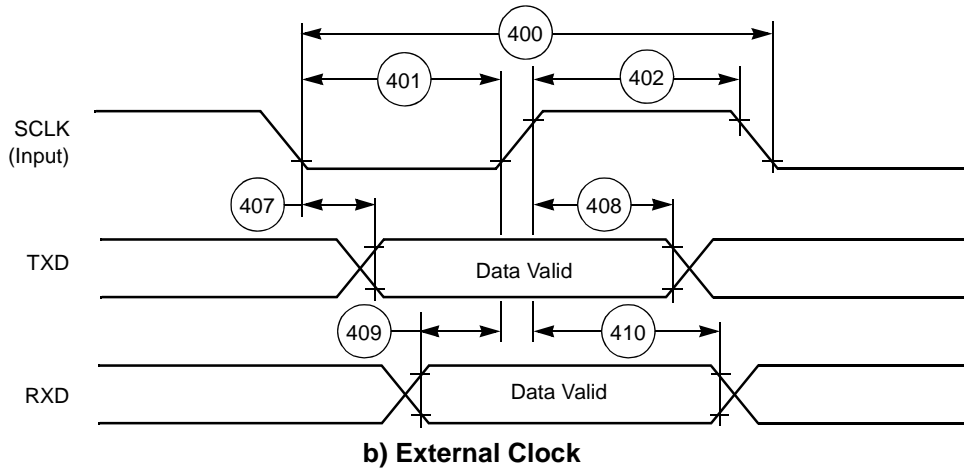 400
401
402
SCLK
(Input)
407
408
TXD
Data Valid
409
410
RXD
Data Valid
b) External Clock